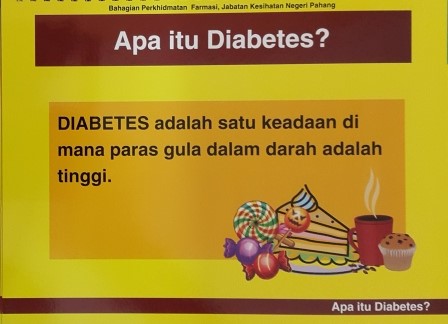 Bahagian Perkhidmatan Farmasi, Jabatan Kesihatan Negeri Pahang
Apa itu Diabetes?
DIABETES adalah satu keadaan di
mana paras gula dalam darah adalah
tinggi.
Apa itu Diabetes?